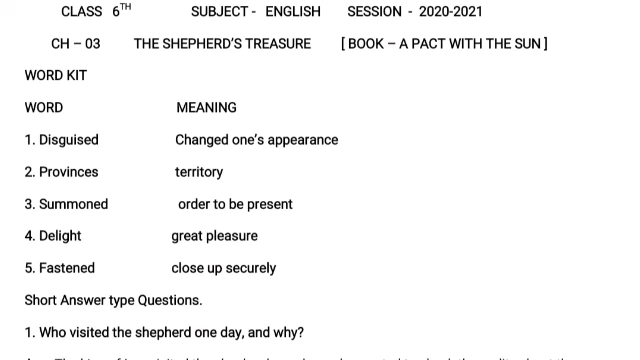 CLASS 6TH SUBJECT - ENGLISH SESSION - 2020-2021
CH – 03 THE SHEPHERD'S TREASURE [ BOOK – A PACT WITH THE SUN ]
WORD KIT
WORD MEANING
1. Disguised Changed one's appearance
2. Provinces territory
3. Summoned order to be present
4. Delight great pleasure
5. Fastened close up securely
Short Answer type Questions.
1. Who visited the shepherd one day, and why?